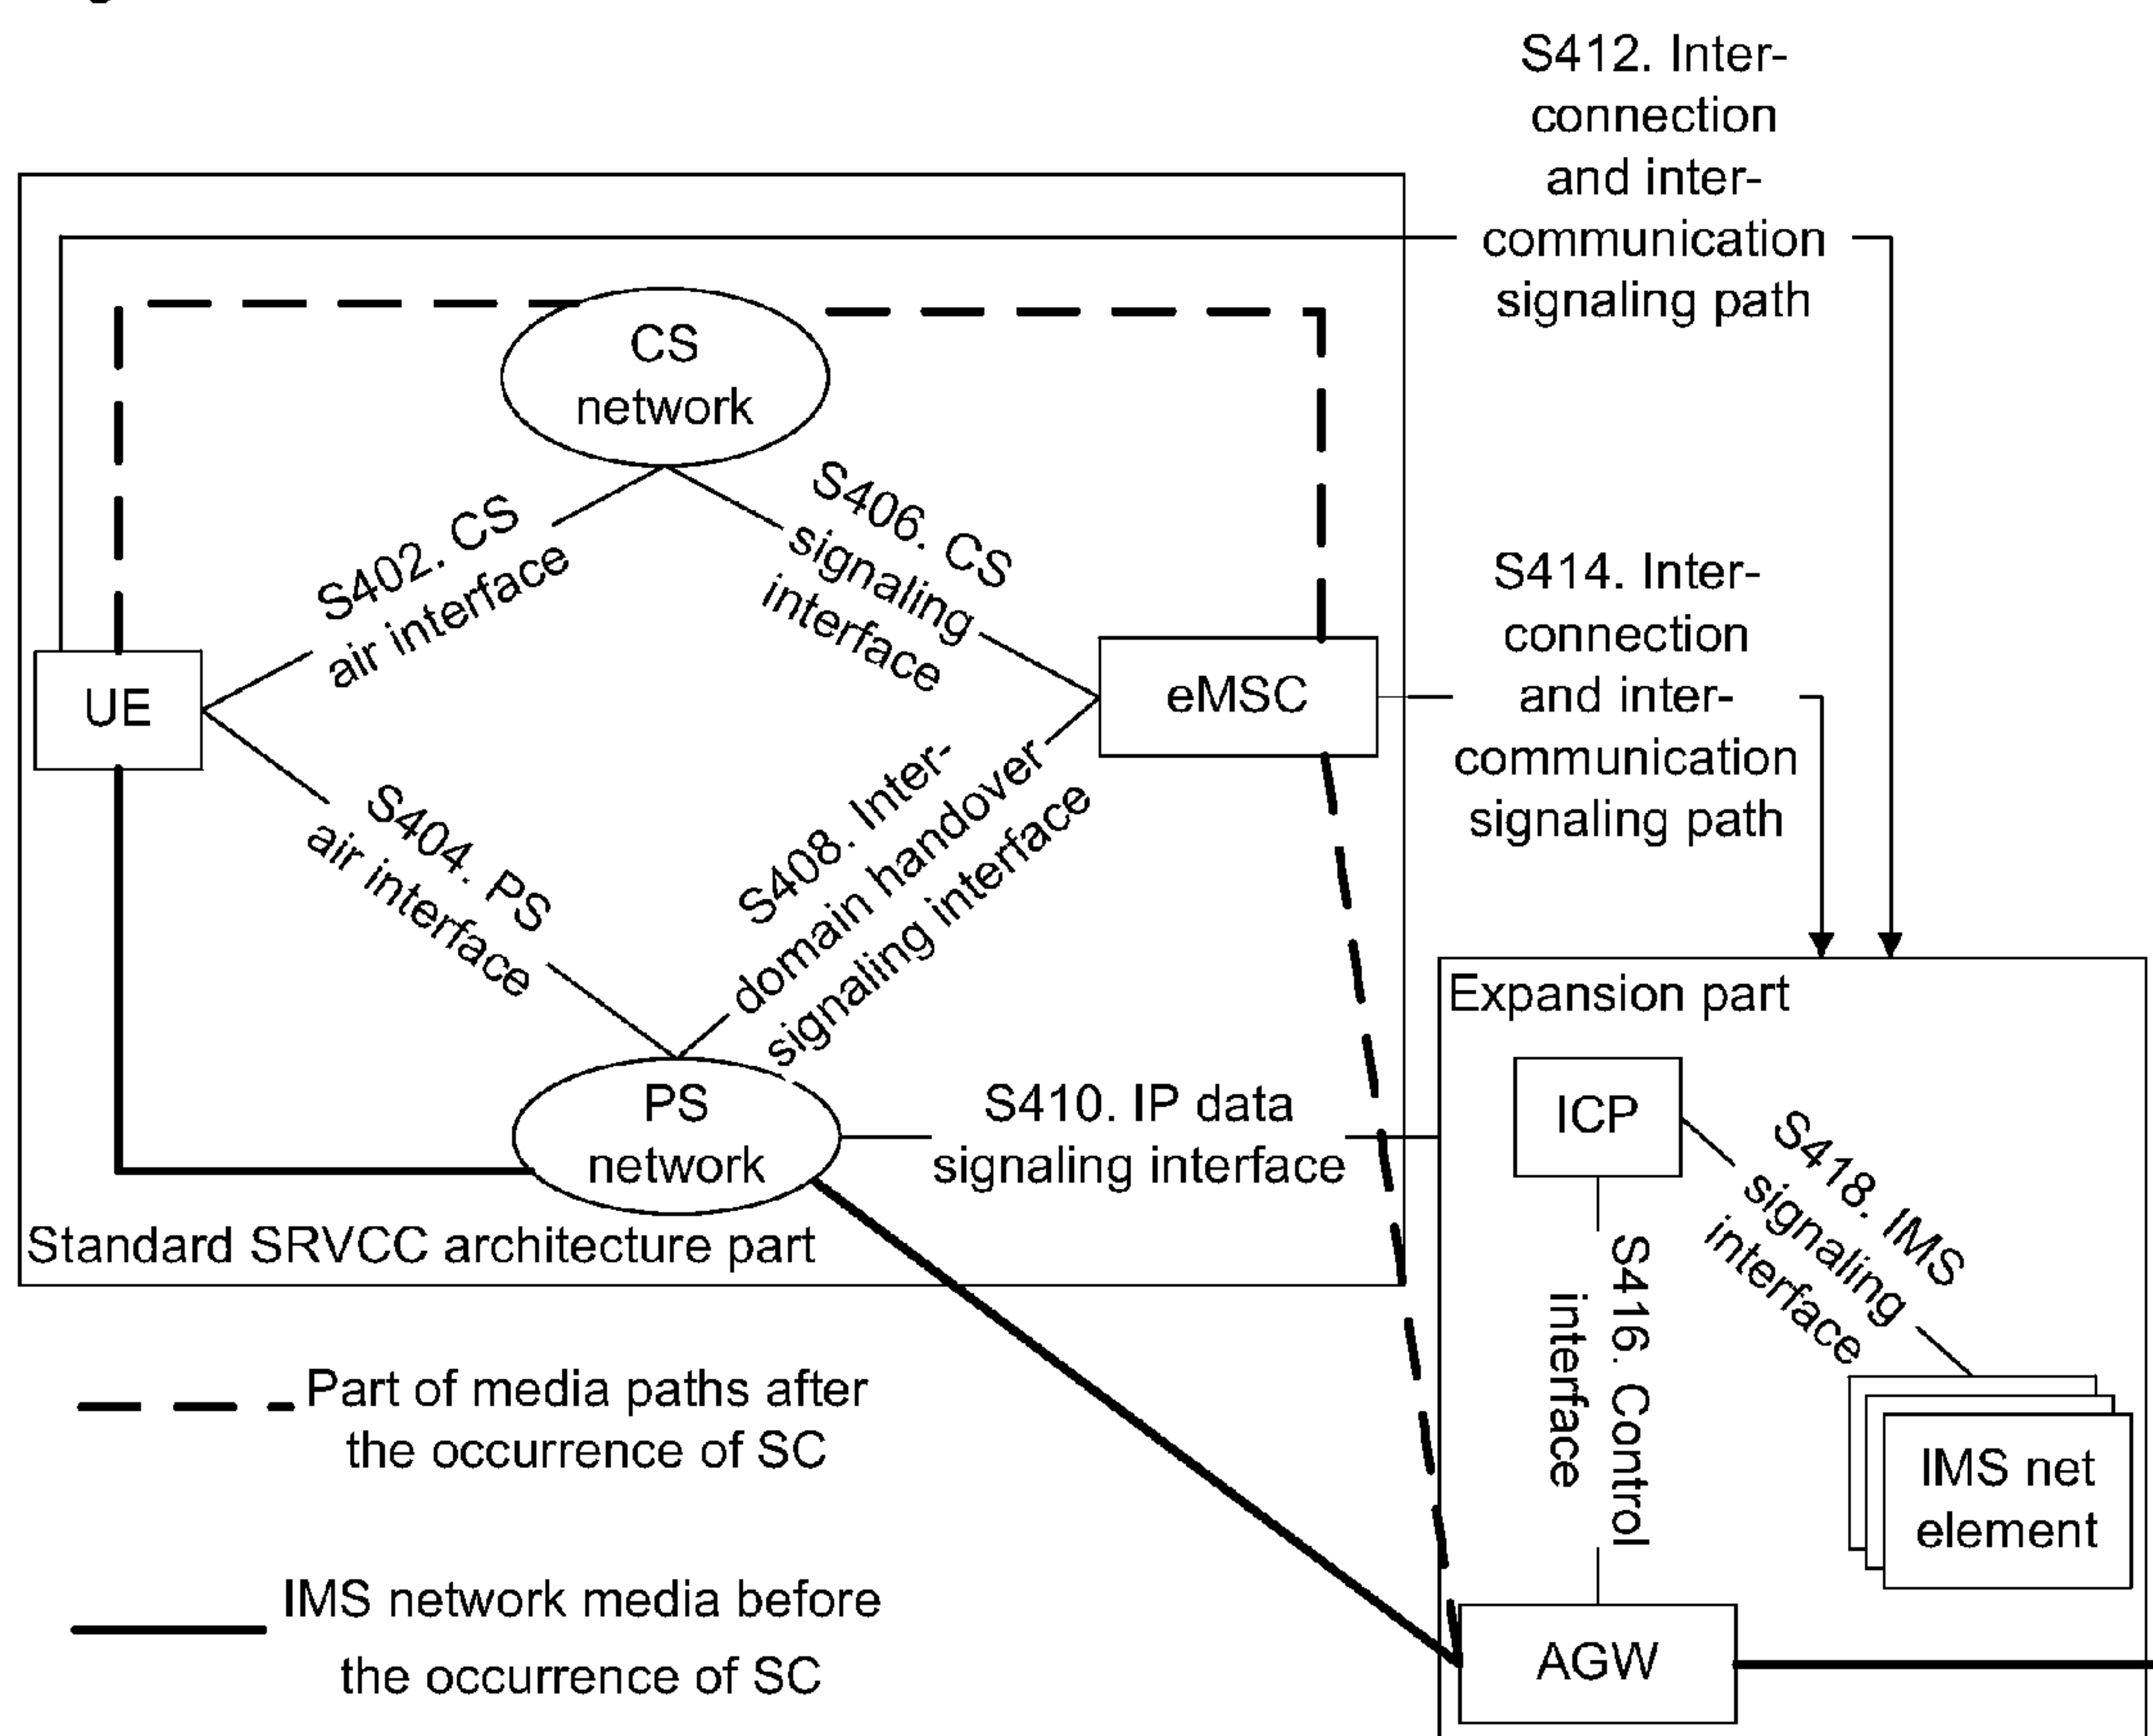 S412. Inter-
connection
and inter-
communication
signaling path
CS
network
S402. CS
air interface
S406. CS
signaling
interface
UE
eMSC
S414. Inter-
connection
and inter-
communication
signaling path
S404. PS
air interface
S408. Inter-
domain handover
signaling interface
PS
network
S410. IP data
signaling interface
Standard SRVCC architecture part
Expansion part
ICP
S418. IMS
signaling
interface
S416. Control
interface
IMS net
element
AGW
Part of media paths after
the occurrence of SC
IMS network media before
the occurrence of SC